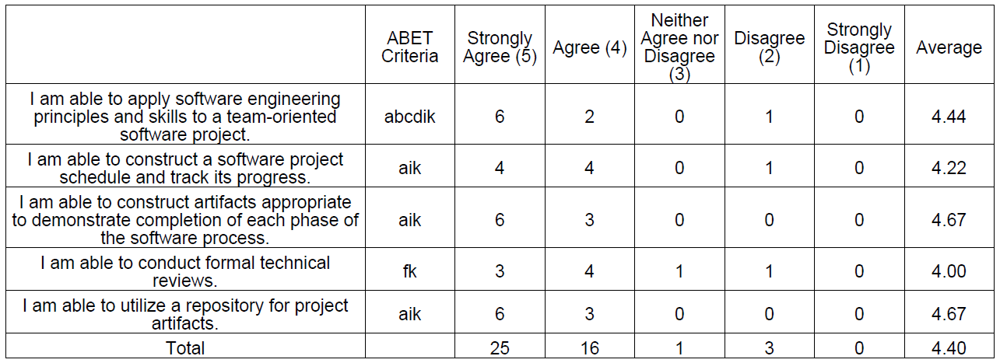 ABET Criteria Strongly Agree (5) Agree (4) Neither Agree nor Disagree (3) Disagree (2) Strongly Disagree (1) Average
I am able to apply software engineering
principles and skills to a team-oriented
software project. abcdik 6 2 0 1 0 4.44
I am able to construct a software project
schedule and track its progress. aik 4 4 0 1 0 4.22
I am able to construct artifacts appropriate
to demonstrate completion of each phase of
the software process. aik 6 3 0 0 0 4.67
I am able to conduct formal technical
reviews. fk 3 4 1 1 0 4.00
I am able to utilize a repository for project
artifacts. aik 6 3 0 0 0 4.67
Total 25 16 1 3 0 4.40